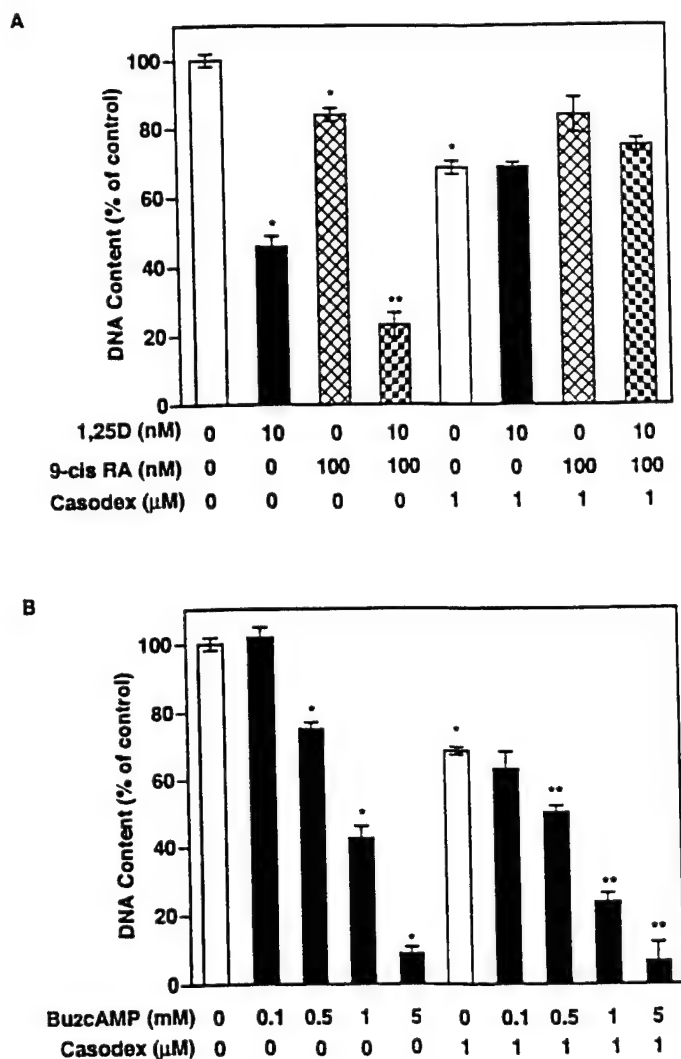 A
DNA Content (% of control)
100
80
60
40
20
0
*
*
**
*
1,25D (nM) 0 10 0 10 0 10 0 10
9-cis RA (nM) 0 0 100 100 0 0 100 100
Casodex (µM) 0 0 0 0 1 1 1 1
B
DNA Content (% of control)
100
80
60
40
20
0
*
*
*
*
**
**
**
Bu2cAMP (mM) 0 0.1 0.5 1 5 0 0.1 0.5 1 5
Casodex (µM) 0 0 0 0 0 1 1 1 1 1